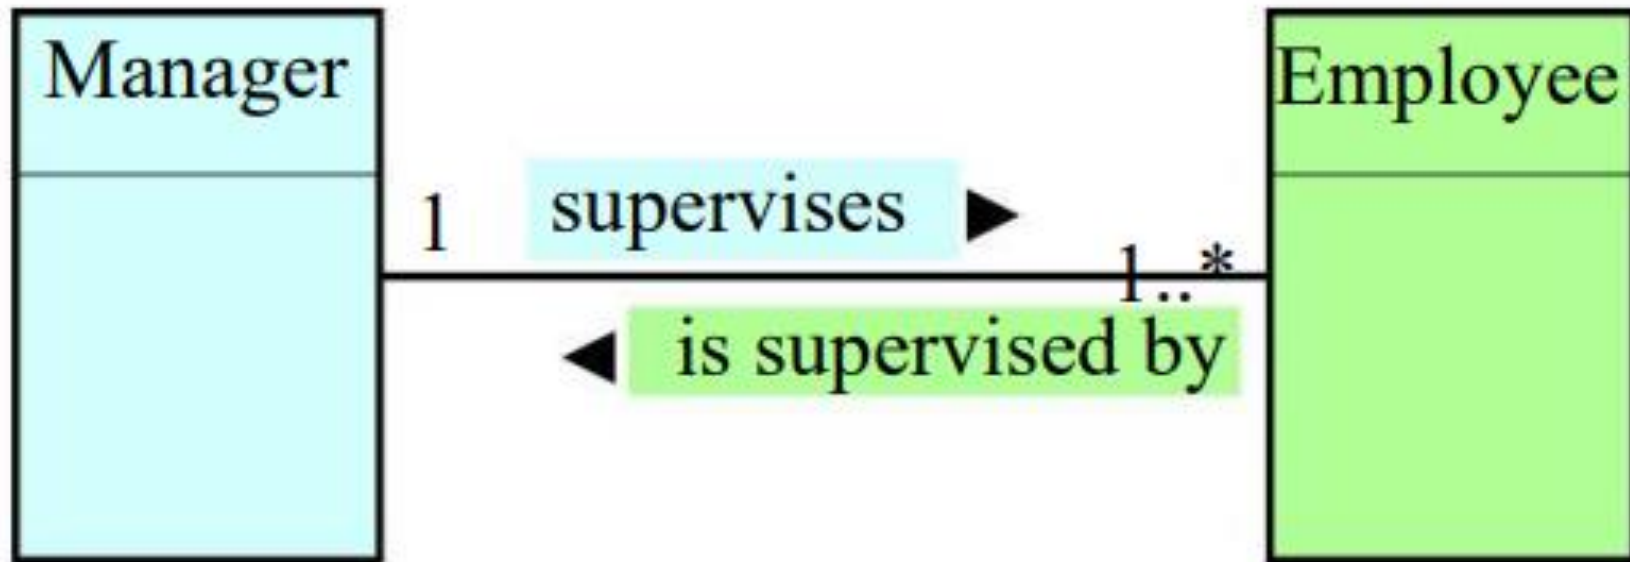 Manager
Employee
1
supervises ▶
1..*
◀ is supervised by